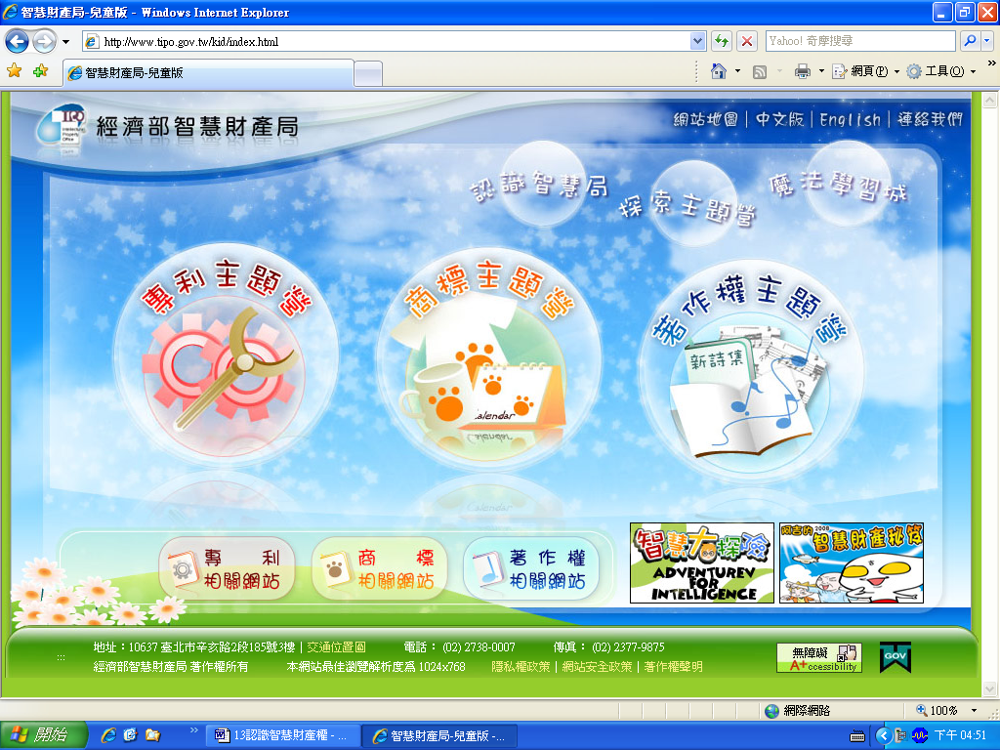 智慧財產局-兒童版 - Windows Internet Explorer
http://www.tipo.gov.tw/kid/index.html
Yahoo! 奇摩搜尋
智慧財產局-兒童版
網頁(P)
工具(O)
TIPO
Intellectual
Property
Office
經濟部智慧財產局
網站地圖 | 中文版 | English | 連絡我們
認識智慧局
探索主題營
魔法學習城
專利主題營
商標主題營
著作權主題營
新詩集
calendar
專利
相關網站
商標
相關網站
著作權
相關網站
智慧大探險
ADVENTUREV
FOR
INTELLIGENCE
2008
智慧財產秘笈
地址：10637 臺北市辛亥路2段185號3樓 | 交通位置圖 電話： (02) 2738-0007 傳真： (02) 2377-9875
經濟部智慧財產局 著作權所有 本網站最佳瀏覽解析度為 1024x768 隱私權政策 | 網站安全政策 | 著作權聲明
無障礙
A+ccessibility
GOV
網際網路
100%
開始
13認識智慧財產權 - ...
智慧財產局-兒童版 -...
下午 04:51